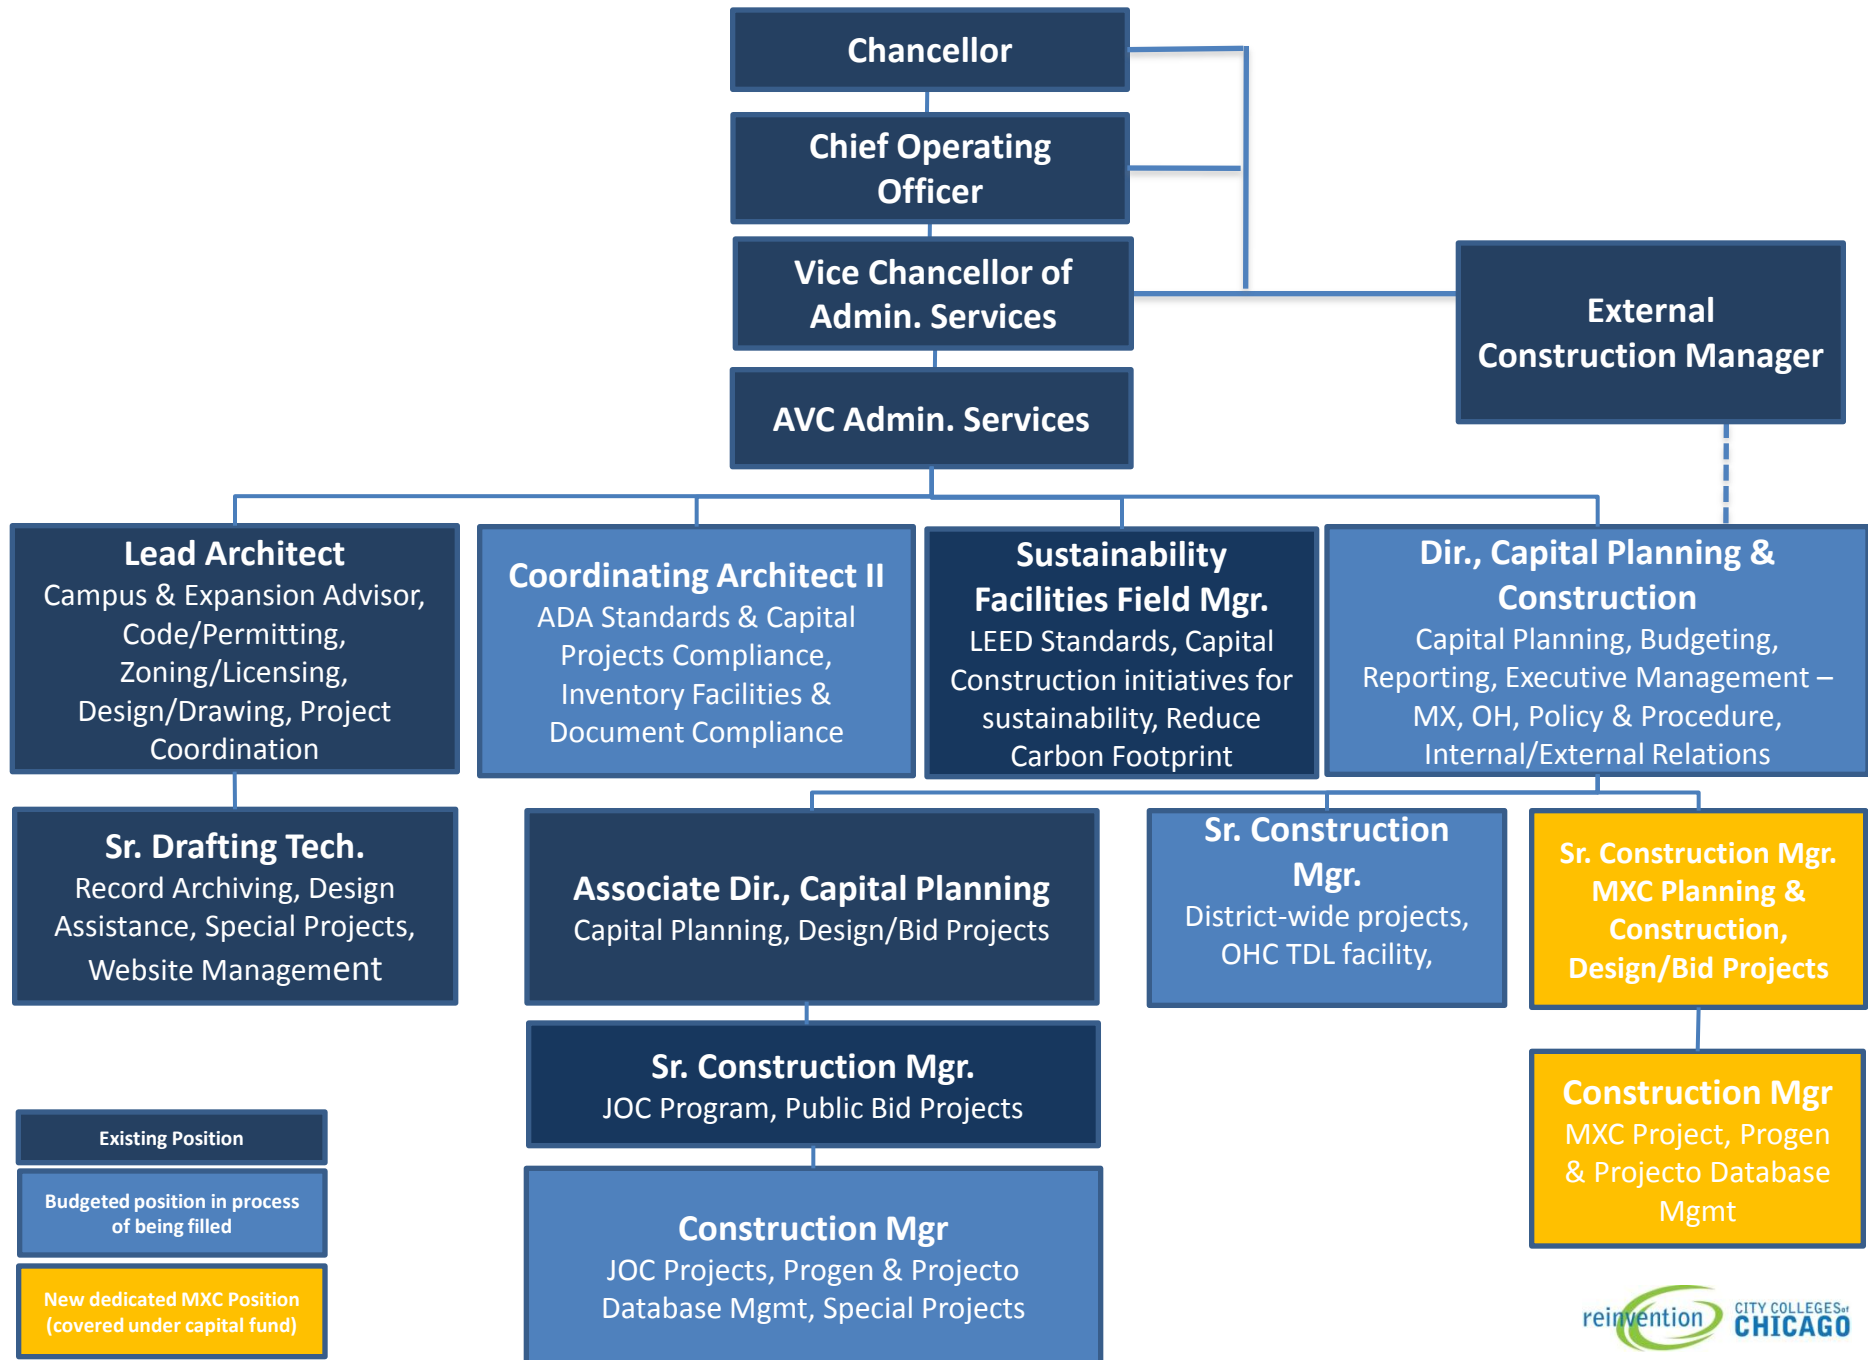 Chancellor
Chief Operating
Officer
Vice Chancellor of
Admin. Services
External
Construction Manager
AVC Admin. Services
Lead Architect
Campus & Expansion Advisor,
Code/Permitting,
Zoning/Licensing,
Design/Drawing, Project
Coordination
Coordinating Architect II
ADA Standards & Capital
Projects Compliance,
Inventory Facilities &
Document Compliance
Sustainability
Facilities Field Mgr.
LEED Standards, Capital
Construction initiatives for
sustainability, Reduce
Carbon Footprint
Dir., Capital Planning &
Construction
Capital Planning, Budgeting,
Reporting, Executive Management –
MX, OH, Policy & Procedure,
Internal/External Relations
Sr. Drafting Tech.
Record Archiving, Design
Assistance, Special Projects,
Website Management
Associate Dir., Capital Planning
Capital Planning, Design/Bid Projects
Sr. Construction
Mgr.
District-wide projects,
OHC TDL facility,
Sr. Construction Mgr.
MXC Planning &
Construction,
Design/Bid Projects
Sr. Construction Mgr.
JOC Program, Public Bid Projects
Construction Mgr
MXC Project, Progen
& Projecto Database
Mgmt
Construction Mgr
JOC Projects, Progen & Projecto
Database Mgmt, Special Projects
Existing Position
Budgeted position in process
of being filled
New dedicated MXC Position
(covered under capital fund)
reinvention
CITY COLLEGES of
CHICAGO